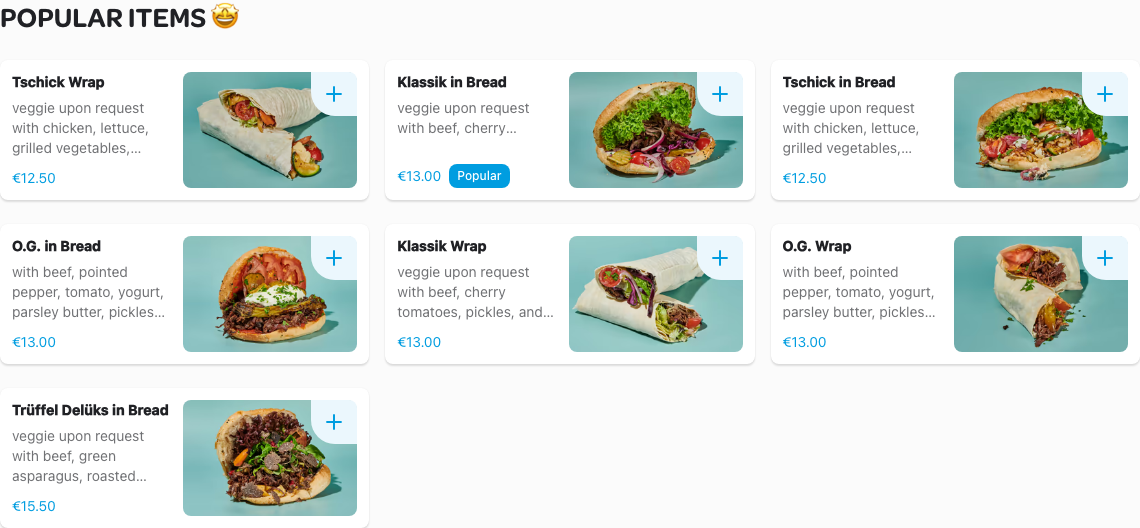 POPULAR ITEMS 🤩
Tschick Wrap
veggie upon request
with chicken, lettuce,
grilled vegetables,...
€12.50
Klassik in Bread
veggie upon request
with beef, cherry...
€13.00 Popular
Tschick in Bread
veggie upon request
with chicken, lettuce,
grilled vegetables,...
€12.50
O.G. in Bread
with beef, pointed
pepper, tomato, yogurt,
parsley butter, pickles...
€13.00
Klassik Wrap
veggie upon request
with beef, cherry
tomatoes, pickles, and...
€13.00
O.G. Wrap
with beef, pointed
pepper, tomato, yogurt,
parsley butter, pickles...
€13.00
Trüffel Delüks in Bread
veggie upon request
with beef, green
asparagus, roasted...
€15.50